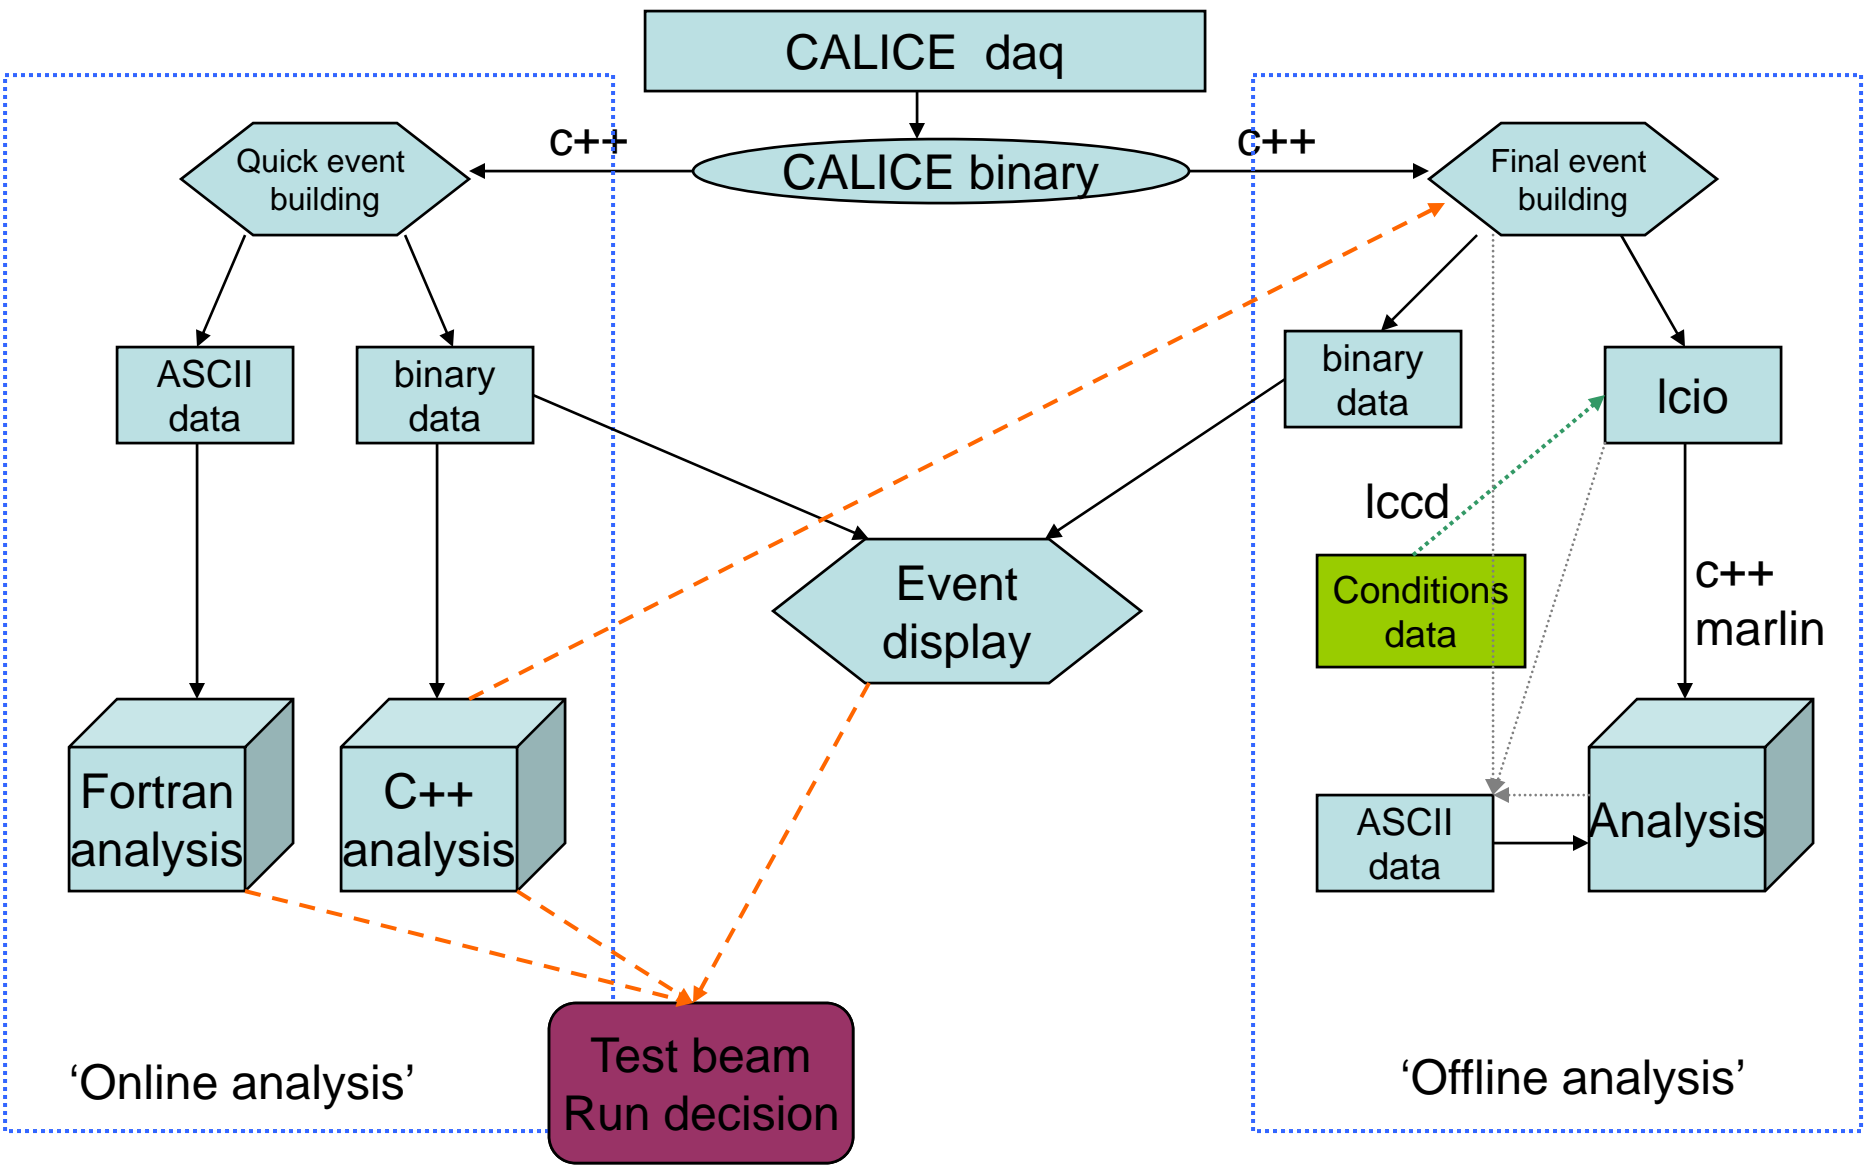 CALICE daq
c++
CALICE binary
c++
Quick event
building
Final event
building
ASCII
data
binary
data
binary
data
lcio
lccd
Event
display
Conditions
data
c++
marlin
Fortran
analysis
C++
analysis
ASCII
data
Analysis
Test beam
Run decision
‘Online analysis’
‘Offline analysis’